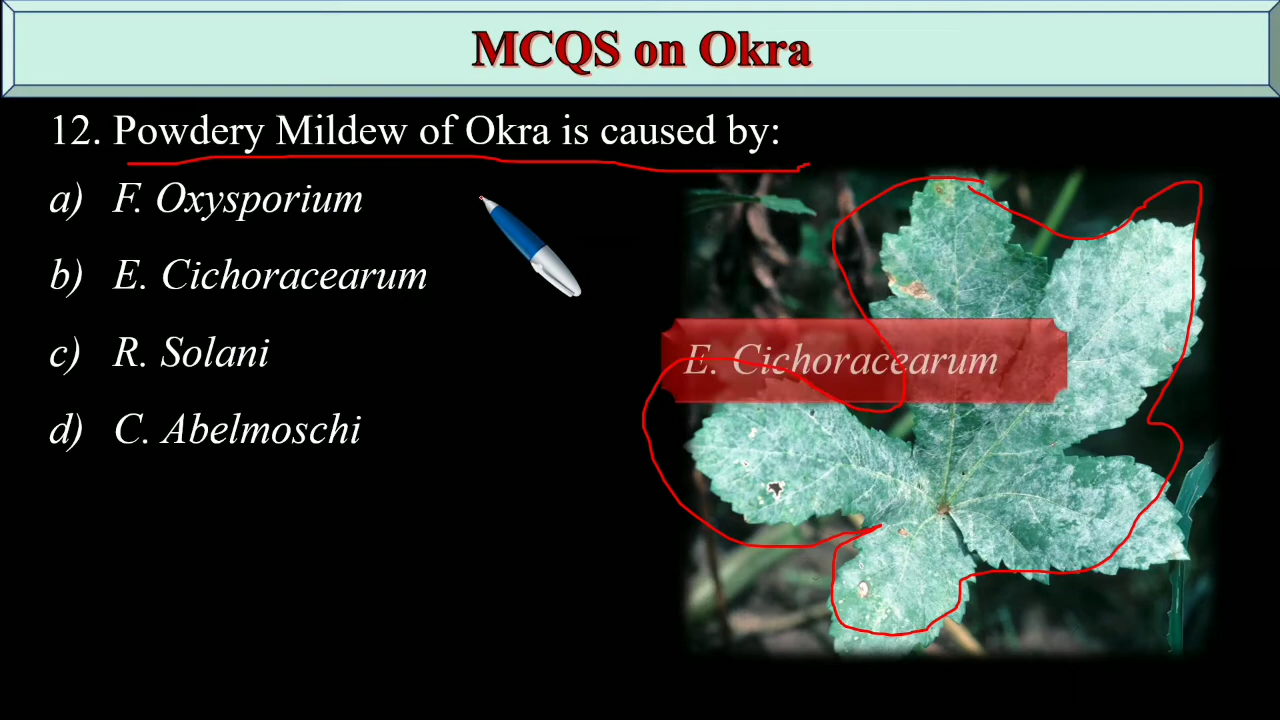 MCQS on Okra
12. Powdery Mildew of Okra is caused by:
a) F. Oxysporium
b) E. Cichoracearum
c) R. Solani
d) C. Abelmoschi
E. Cichoracearum